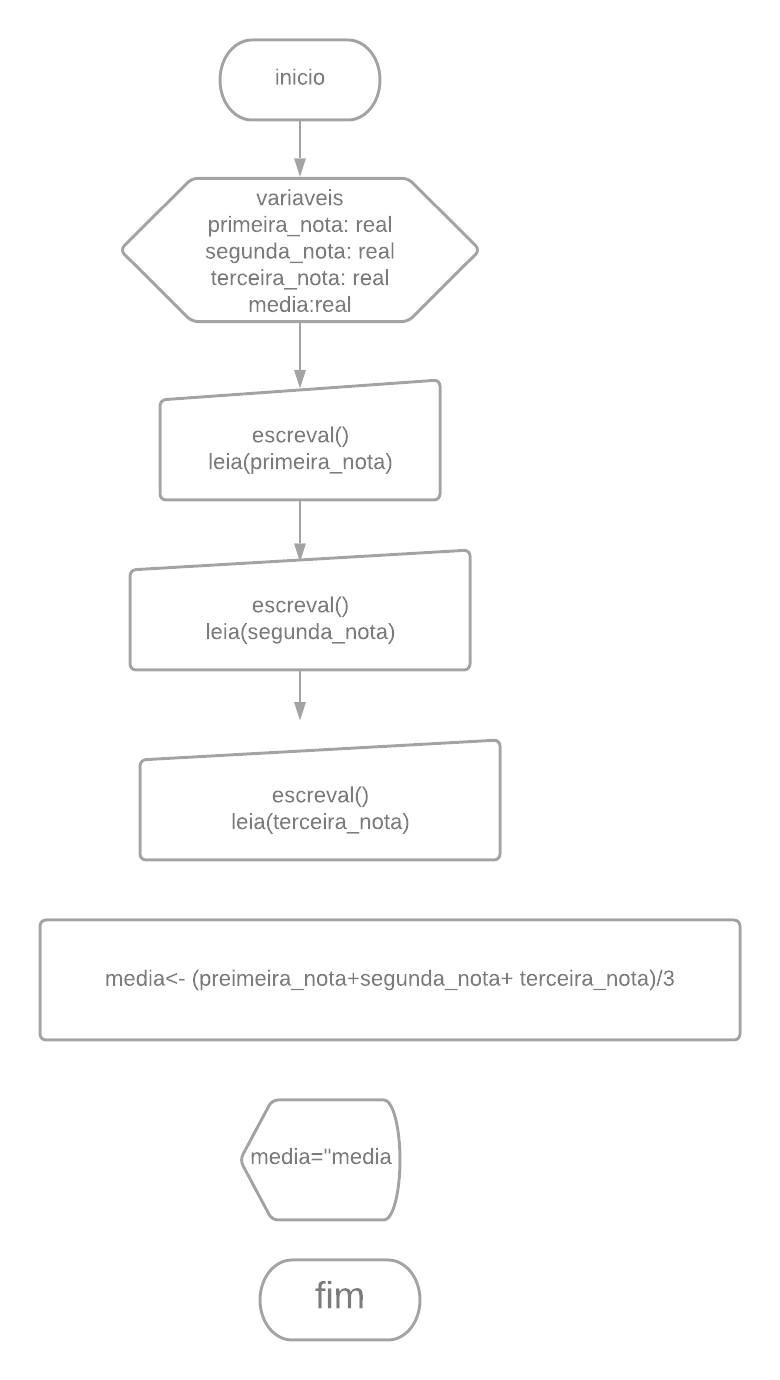 inicio
variaveis
primeira_nota: real
segunda_nota: real
terceira_nota: real
media:real
escreval()
leia(primeira_nota)
escreval()
leia(segunda_nota)
escreval()
leia(terceira_nota)
media<- (preimeira_nota+segunda_nota+ terceira_nota)/3
media="media
fim